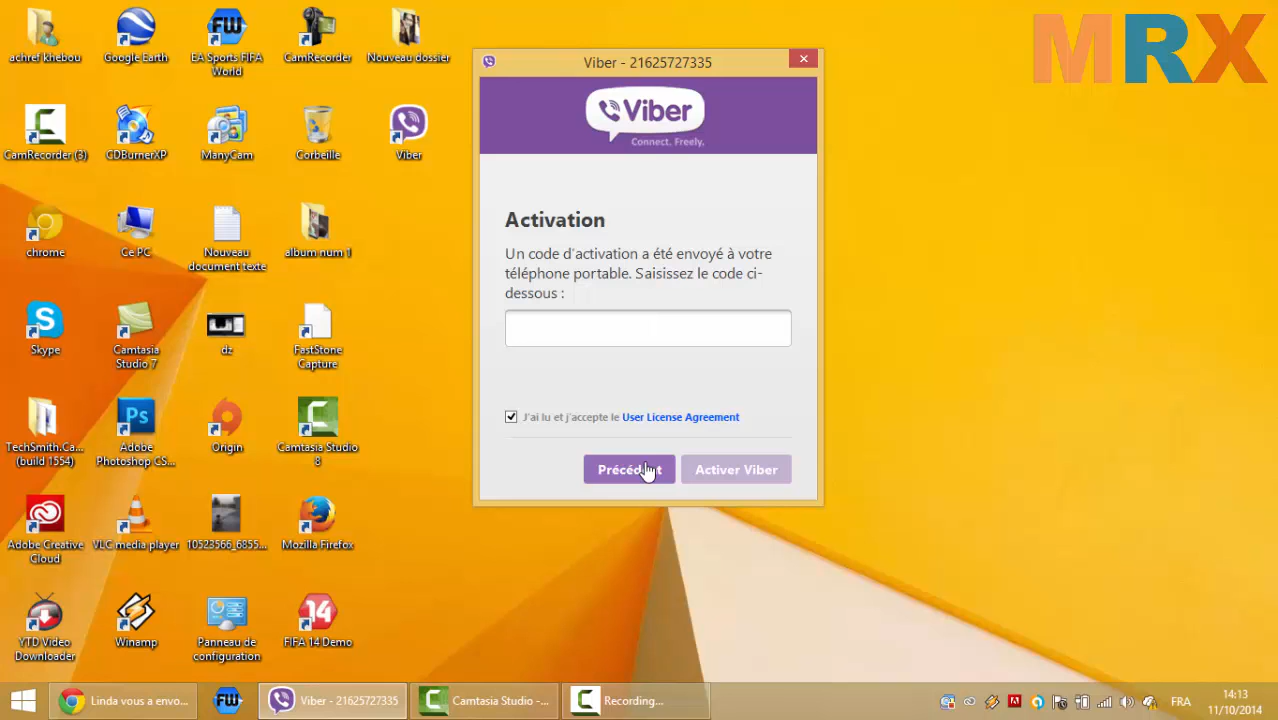 MRX
achref khebou
Google Earth
EA Sports FIFA
World
CamRecorder
Nouveau dossier
CamRecorder (3)
CDBurnerXP
ManyCam
Corbeille
Viber
chrome
Ce PC
Nouveau
document texte
album num 1
Skype
Camtasia
Studio 7
dz
FastStone
Capture
TechSmith.Ca...
(build 1554)
Adobe
Photoshop CS...
Origin
Camtasia Studio
8
Adobe Creative
Cloud
VLC media player
10523566_6855...
Mozilla Firefox
YTD Video
Downloader
Winamp
Panneau de
configuration
FIFA 14 Demo
Viber - 21625727335
Viber
Connect. Freely.
Activation
Un code d'activation a été envoyé à votre
téléphone portable. Saisissez le code ci-
dessous :
J'ai lu et j'accepte le User License Agreement
Activer Viber
Linda vous a envo...
Viber - 21625727335
Camtasia Studio -...
Recording...
FRA
14:13
11/10/2014